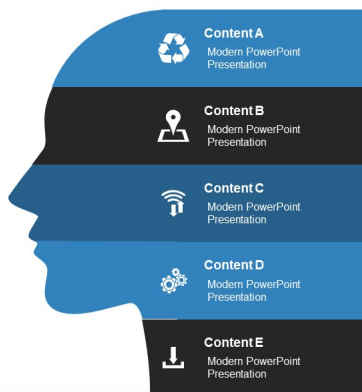 Content A
Modern PowerPoint
Presentation
Content B
Modern PowerPoint
Presentation
Content C
Modern PowerPoint
Presentation
Content D
Modern PowerPoint
Presentation
Content E
Modern PowerPoint
Presentation